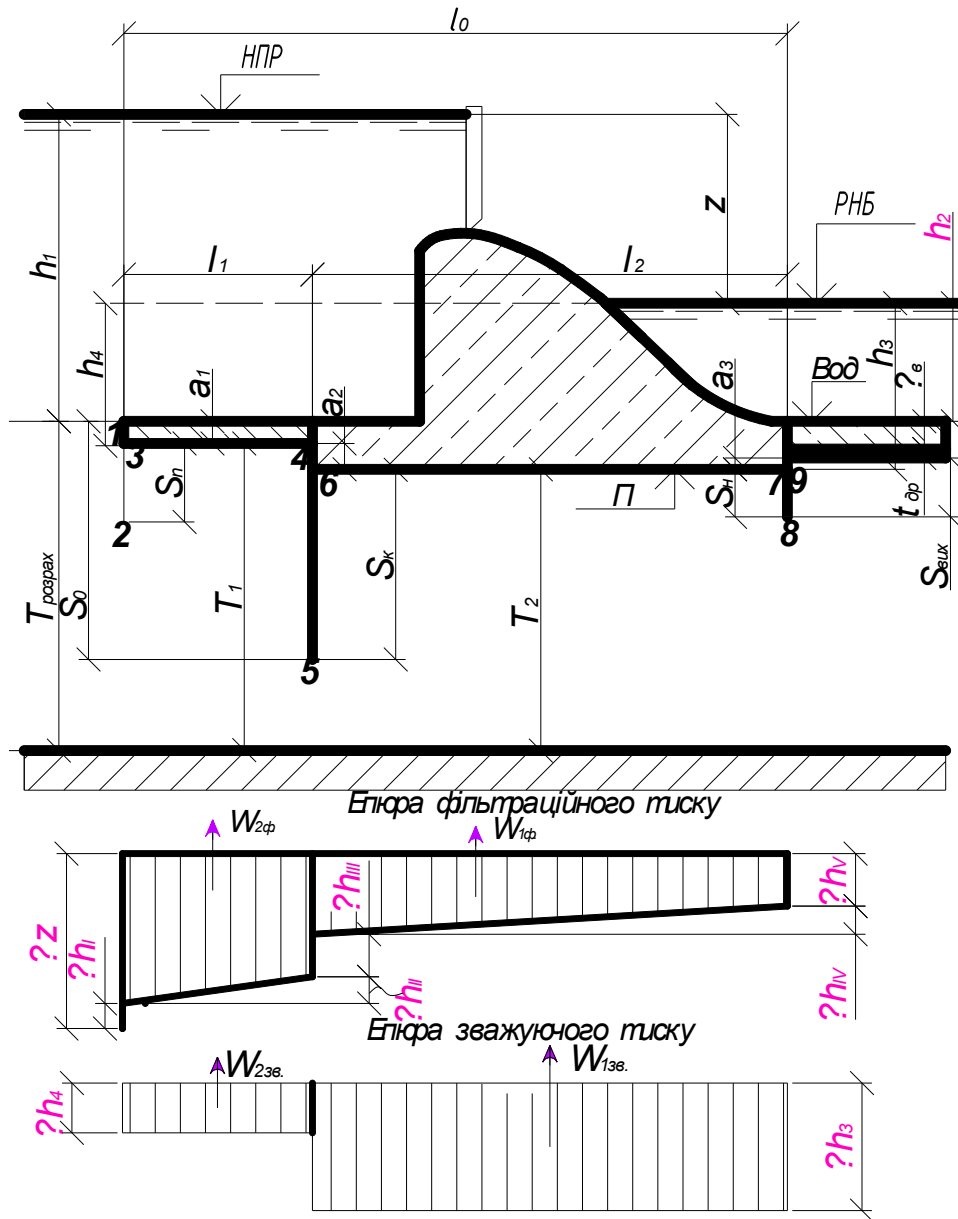 l₀
НПР
z
РНБ
h₂
h₁
l₁
l₂
h₄
a₁
a₂
a₃
h₃
?в
Вод
1
3
4
6
7
9
2
8
5
Sп
Sн
П
tдр
Sвих
Tрозрах
S₀
T₁
Sк
T₂
Епюра фільтраційного тиску
W2ф
W1ф
?hIII
?hV
?z
?hI
?hII
?hIV
Епюра зважуючого тиску
W2зв.
W1зв.
?h₄
?h₃